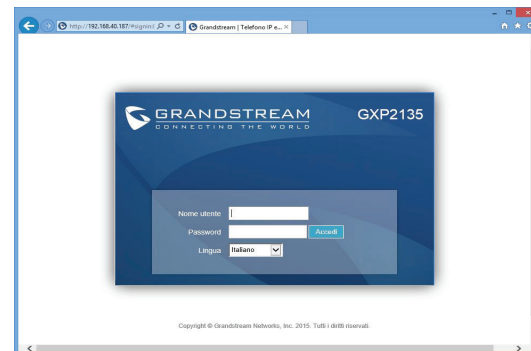 http://192.168.40.187/#signin:l
Grandstream | Telefono IP e...
GRANDSTREAM
CONNECTING THE WORLD
GXP2135
Nome utente
Password
Accedi
Lingua
Italiano
Copyright © Grandstream Networks, Inc. 2015. Tutti i diritti riservati.